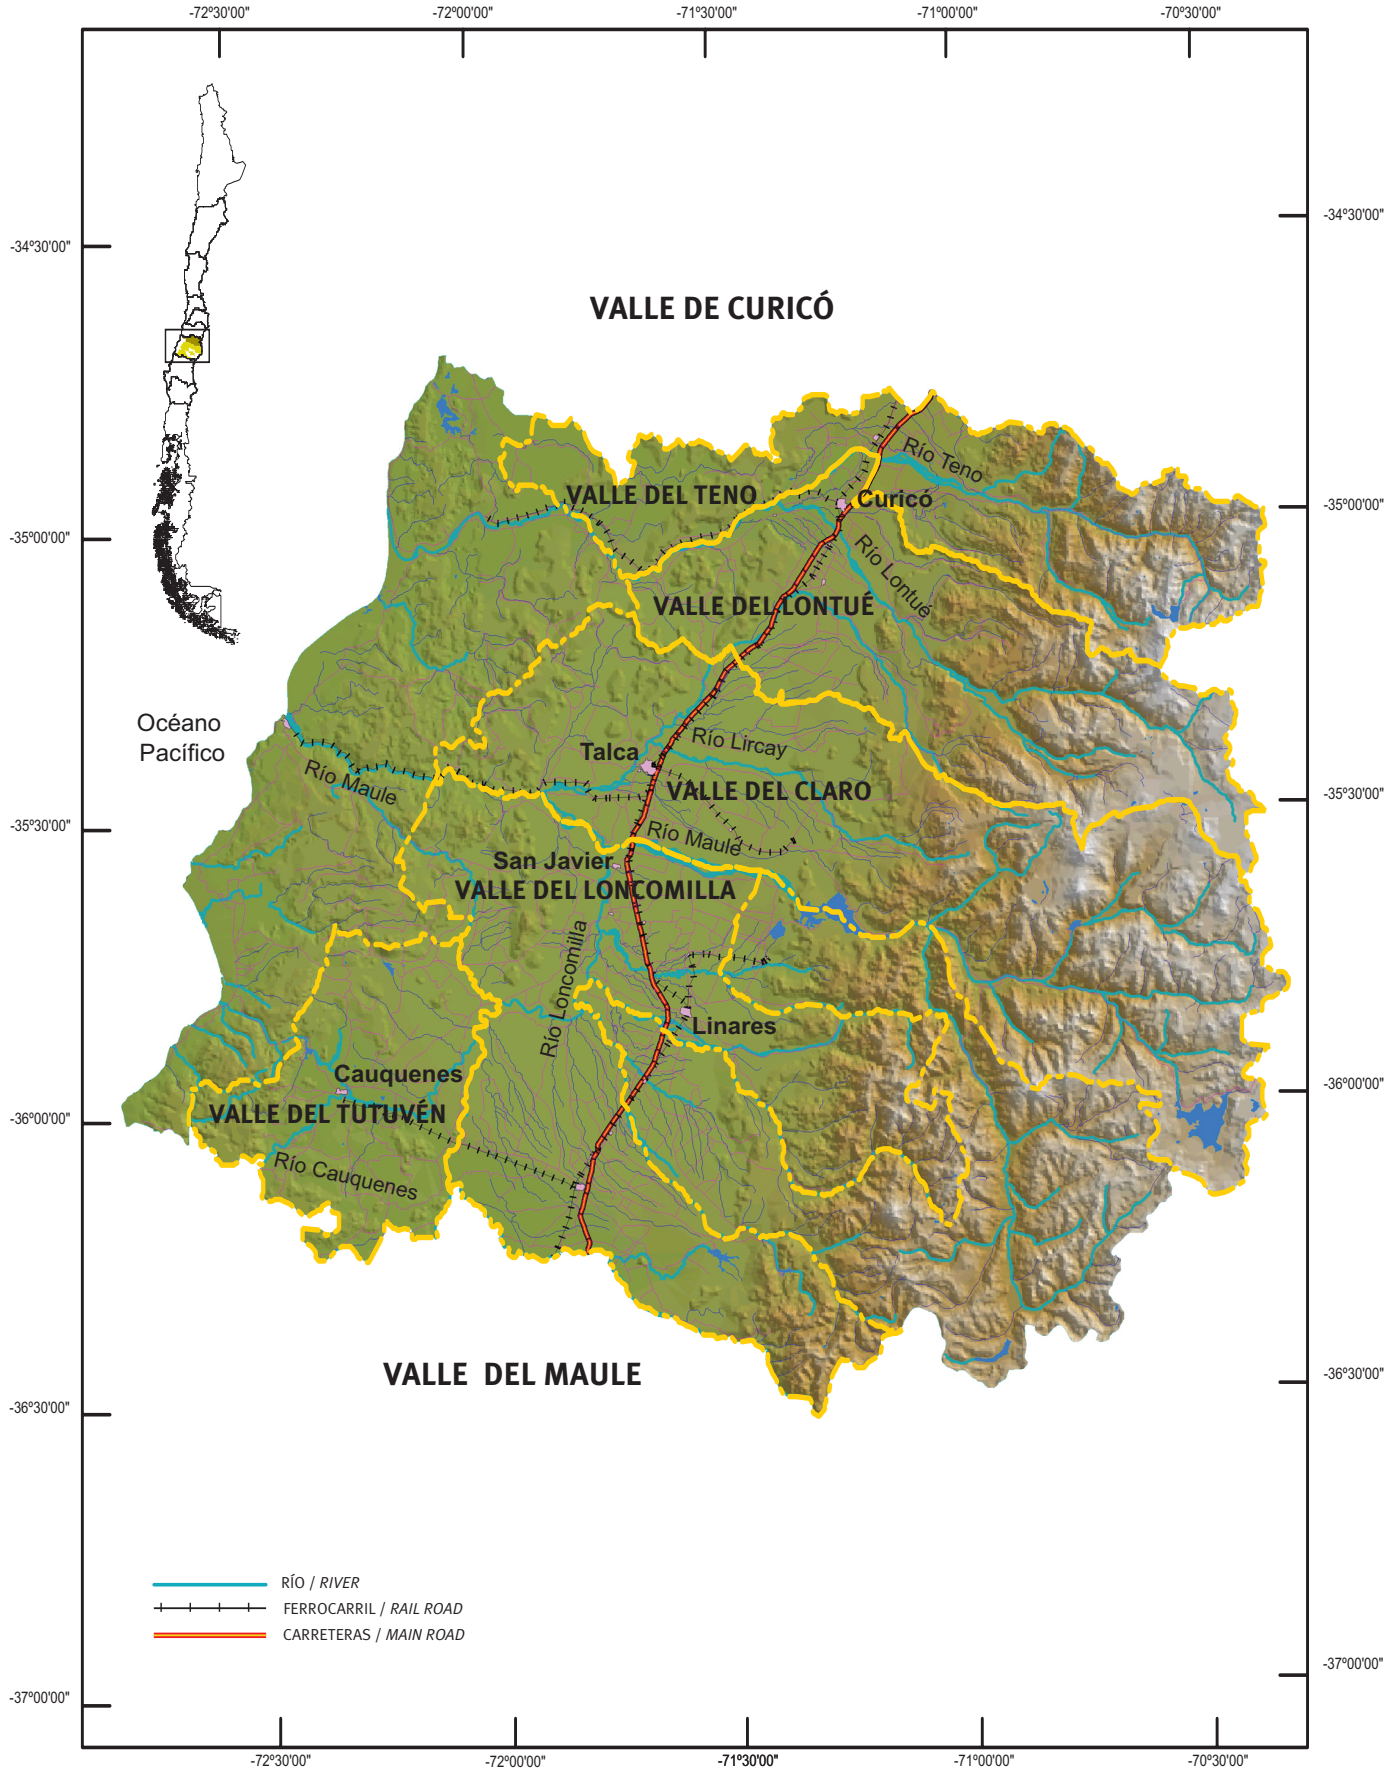 -72°30'00"
-72°00'00"
-71°30'00"
-71°00'00"
-70°30'00"
-34°30'00"
-34°30'00"
VALLE DE CURICÓ
Río Teno
VALLE DEL TENO
Curicó
-35°00'00"
-35°00'00"
Río Lontué
VALLE DEL LONTUÉ
Océano
Pacífico
Río Lircay
Talca
Río Maule
VALLE DEL CLARO
-35°30'00"
-35°30'00"
Río Maule
San Javier
VALLE DEL LONCOMILLA
Río Loncomilla
Linares
Cauquenes
-36°00'00"
VALLE DEL TUTUVÉN
-36°00'00"
Río Cauquenes
VALLE DEL MAULE
-36°30'00"
-36°30'00"
RÍO / RIVER
FERROCARRIL / RAIL ROAD
CARRETERAS / MAIN ROAD
-37°00'00"
-37°00'00"
-72°30'00"
-72°00'00"
-71°30'00"
-71°00'00"
-70°30'00"